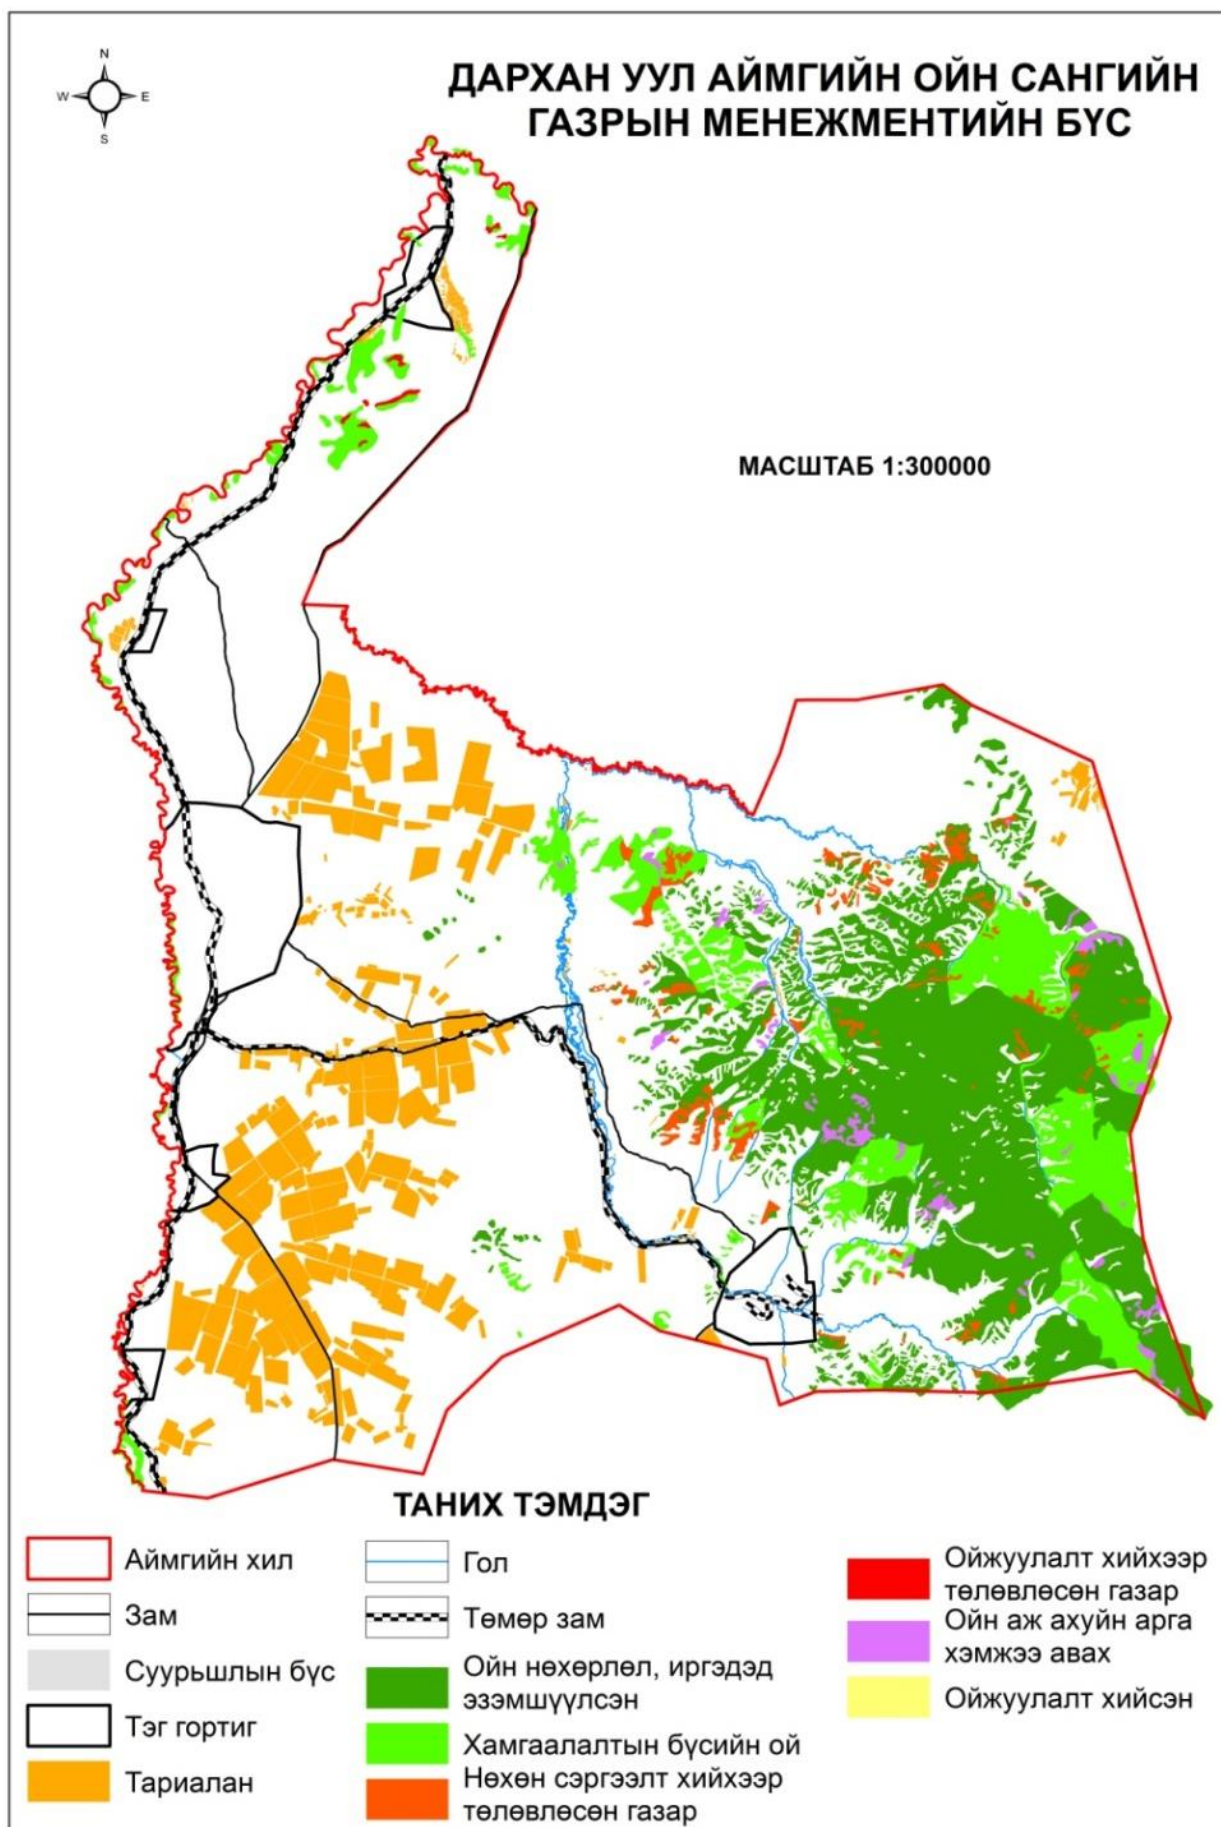 N
W E
S
ДАРХАН УУЛ АЙМГИЙН ОЙН САНГИЙН
ГАЗРЫН МЕНЕЖМЕНТИЙН БҮС
МАСШТАБ 1:300000
ТАНИХ ТЭМДЭГ
Аймгийн хил
Зам
Суурьшлын бүс
Тэг гортиг
Тариалан
Гол
Төмөр зам
Ойн нөхөрлөл, иргэдэд
эзэмшүүлсэн
Хамгаалалтын бүсийн ой
Нөхөн сэргээлт хийхээр
төлөвлөсөн газар
Ойжуулалт хийхээр
төлөвлөсөн газар
Ойн аж ахуйн арга
хэмжээ авах
Ойжуулалт хийсэн